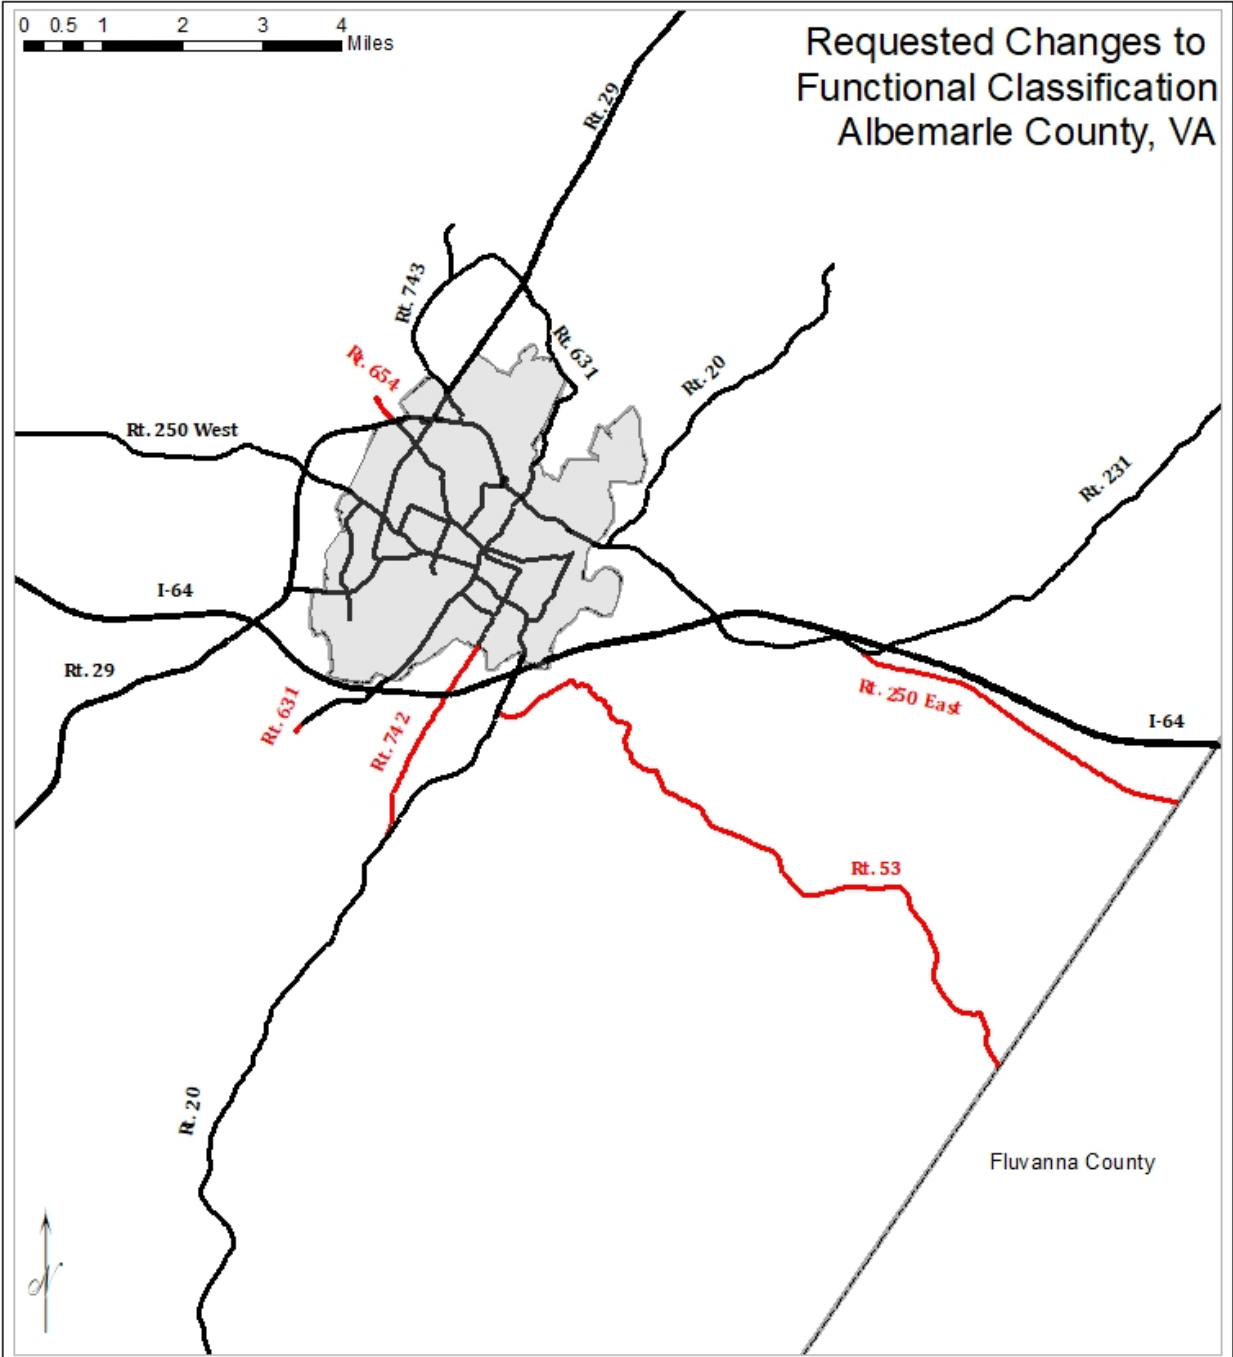 0 0.5 1 2 3 4
Miles
Requested Changes to
Functional Classification
Albemarle County, VA
Rt. 29
Rt. 743
Rt. 631
Rt. 654
Rt. 20
Rt. 250 West
Rt. 231
I-64
Rt. 29
Rt. 631
Rt. 742
Rt. 250 East
I-64
Rt. 53
Rt. 20
Fluvanna County
N